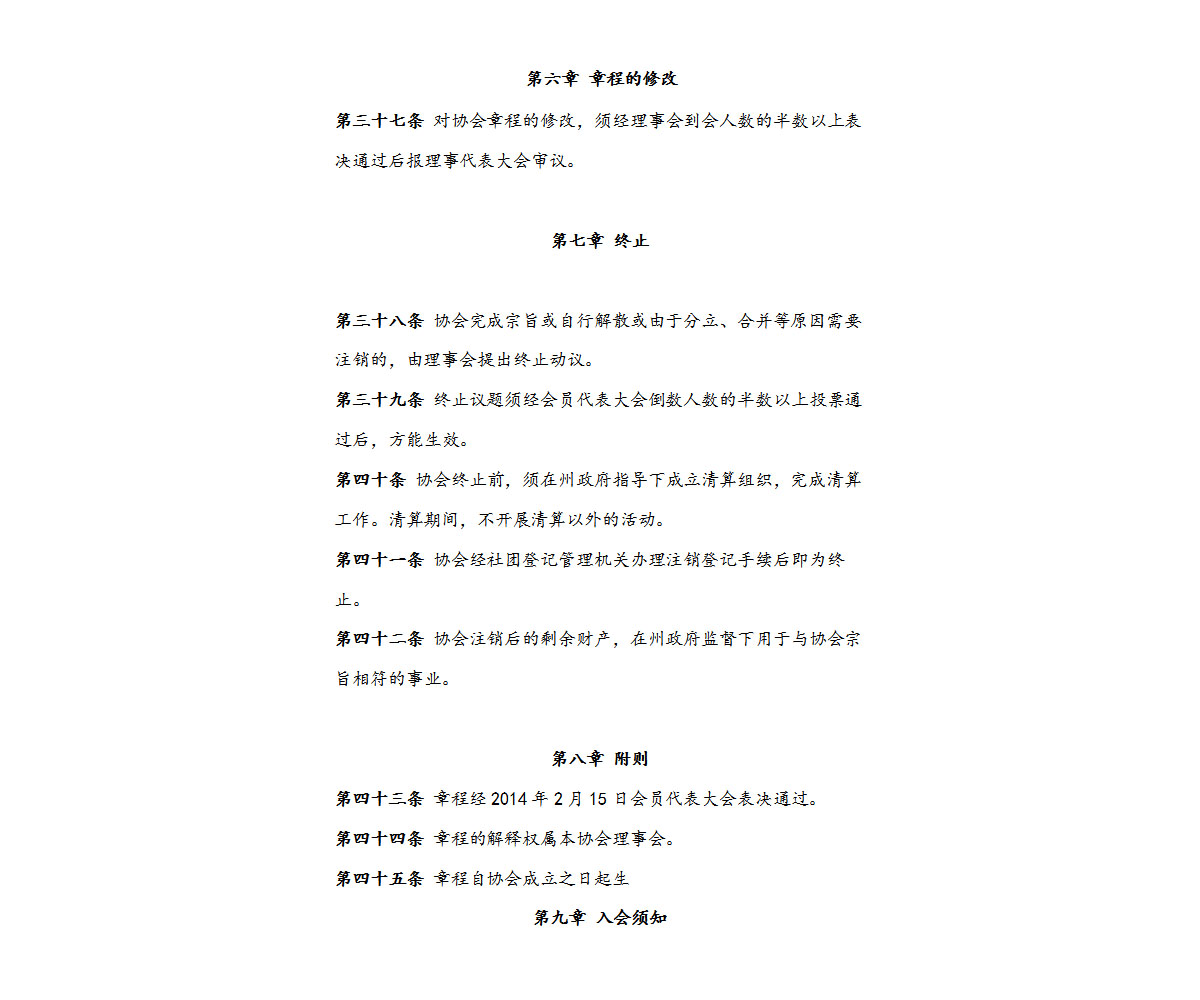 第六章 章程的修改
第三十七条 对协会章程的修改，须经理事会到会人数的半数以上表
决通过后报理事代表大会审议。
第七章 终止
第三十八条 协会完成宗旨或自行解散或由于分立、合并等原因需要
注销的，由理事会提出终止动议。
第三十九条 终止议题须经会员代表大会倒数人数的半数以上投票通
过后，方能生效。
第四十条 协会终止前，须在州政府指导下成立清算组织，完成清算
工作。清算期间，不开展清算以外的活动。
第四十一条 协会经社团登记管理机关办理注销登记手续后即为终
止。
第四十二条 协会注销后的剩余财产，在州政府监督下用于与协会宗
旨相符的事业。
第八章 附则
第四十三条 章程经 2014 年 2 月 15 日会员代表大会表决通过。
第四十四条 章程的解释权属本协会理事会。
第四十五条 章程自协会成立之日起生
第九章 入会须知